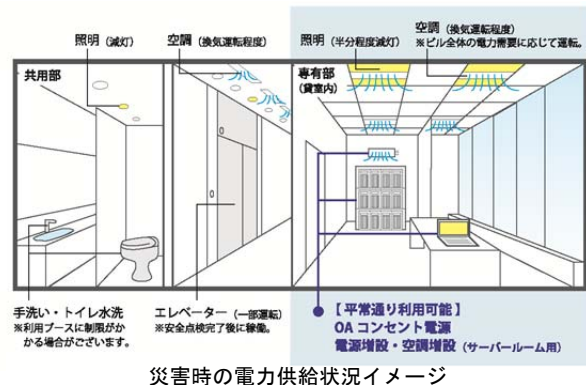 照明（減灯）
空調（換気運転程度）
照明（半分程度減灯）
空調（換気運転程度）
※ビル全体の電力需要に応じて運転。
共用部
専有部
（貸室内）
手洗い・トイレ水洗
※利用ブースに制限がか
かる場合がございます。
エレベーター（一部運転）
※安全点検完了後に稼働。
●【平常通り利用可能】
OAコンセント電源
電源増設・空調増設（サーバールーム用）
災害時の電力供給状況イメージ